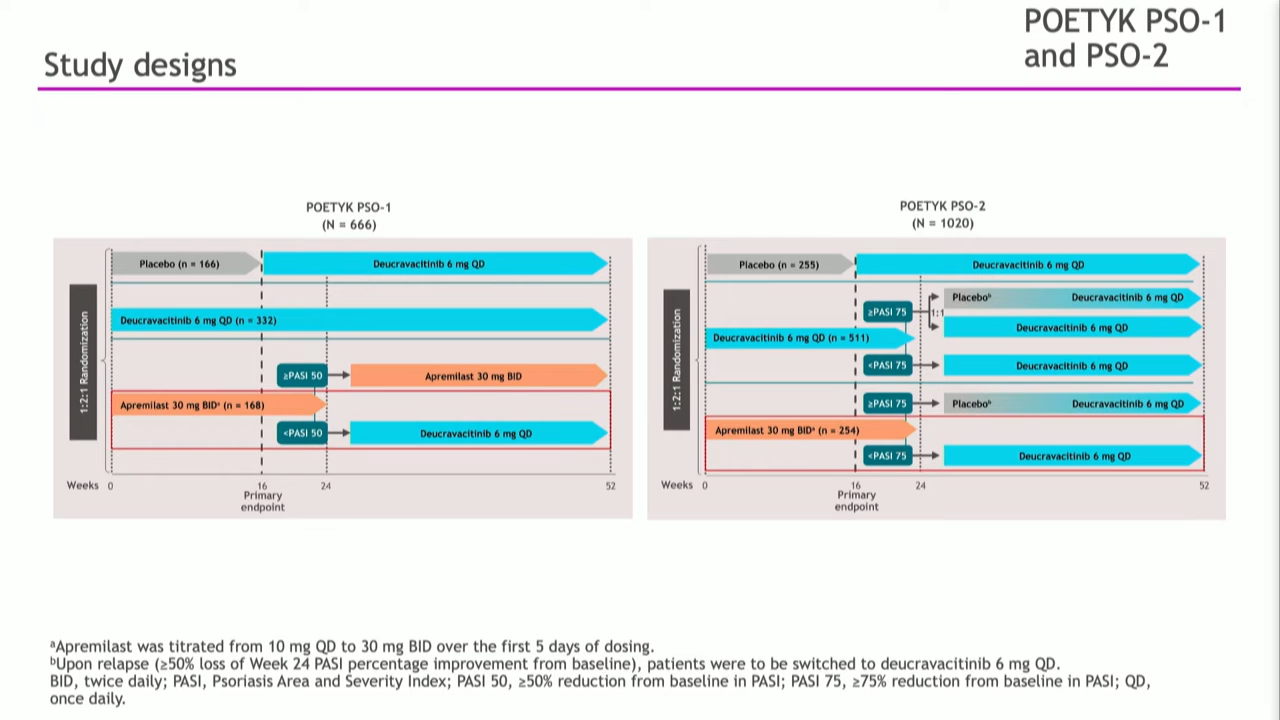 Study designs
POETYK PSO-1
and PSO-2
POETYK PSO-1
(N = 666)
1:2:1 Randomization
Placebo (n = 166)
Deucravacitinib 6 mg QD
Deucravacitinib 6 mg QD (n = 332)
≥PASI 50
Apremilast 30 mg BID
Apremilast 30 mg BIDᵃ (n = 168)
<PASI 50
Deucravacitinib 6 mg QD
Weeks 0 16 24 52
Primary
endpoint
POETYK PSO-2
(N = 1020)
1:2:1 Randomization
Placebo (n = 255)
Deucravacitinib 6 mg QD
≥PASI 75
1:1
Placeboᵇ
Deucravacitinib 6 mg QD
Deucravacitinib 6 mg QD
Deucravacitinib 6 mg QD (n = 511)
<PASI 75
Deucravacitinib 6 mg QD
≥PASI 75
Placeboᵇ
Deucravacitinib 6 mg QD
Apremilast 30 mg BIDᵃ (n = 254)
<PASI 75
Deucravacitinib 6 mg QD
Weeks 0 16 24 52
Primary
endpoint
ᵃApremilast was titrated from 10 mg QD to 30 mg BID over the first 5 days of dosing.
ᵇUpon relapse (≥50% loss of Week 24 PASI percentage improvement from baseline), patients were to be switched to deucravacitinib 6 mg QD.
BID, twice daily; PASI, Psoriasis Area and Severity Index; PASI 50, ≥50% reduction from baseline in PASI; PASI 75, ≥75% reduction from baseline in PASI; QD,
once daily.